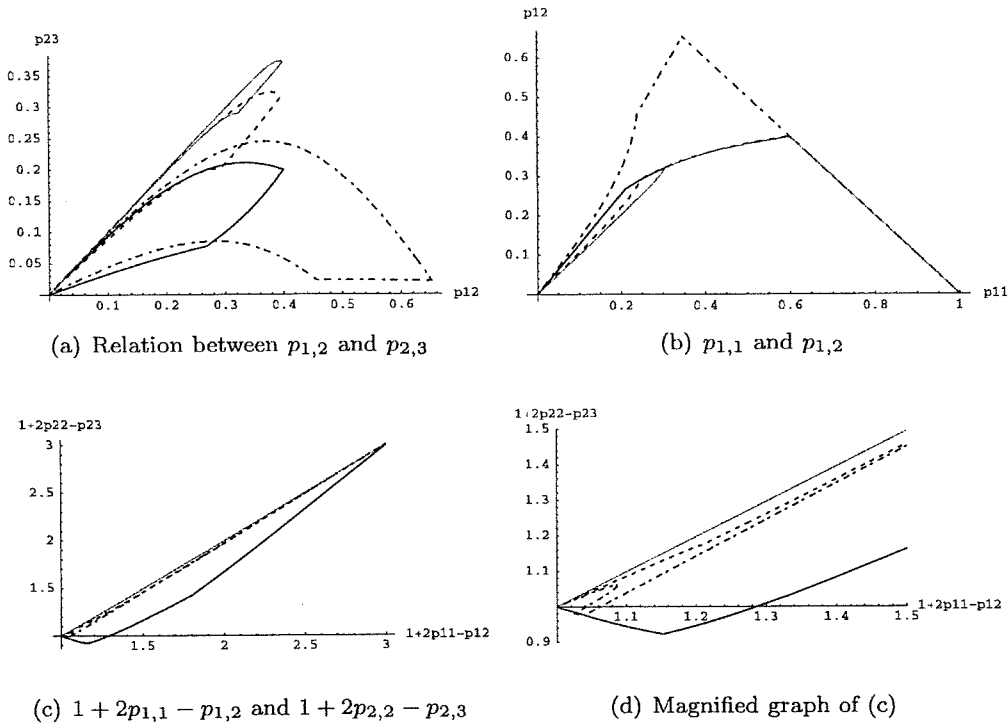 p23
0.35
0.3
0.25
0.2
0.15
0.1
0.05
0.1 0.2 0.3 0.4 0.5 0.6 p12
(a) Relation between p1,2 and p2,3
p12
0.6
0.5
0.4
0.3
0.2
0.1
0.2 0.4 0.6 0.8 1 p11
(b) p1,1 and p1,2
1+2p22-p23
3
2.5
2
1.5
1.5 2 2.5 3
1+2p11-p12
(c) 1 + 2p1,1 − p1,2 and 1 + 2p2,2 − p2,3
1+2p22-p23
1.5
1.4
1.3
1.2
1.1
0.9
1.1 1.2 1.3 1.4 1.5
1+2p11-p12
(d) Magnified graph of (c)